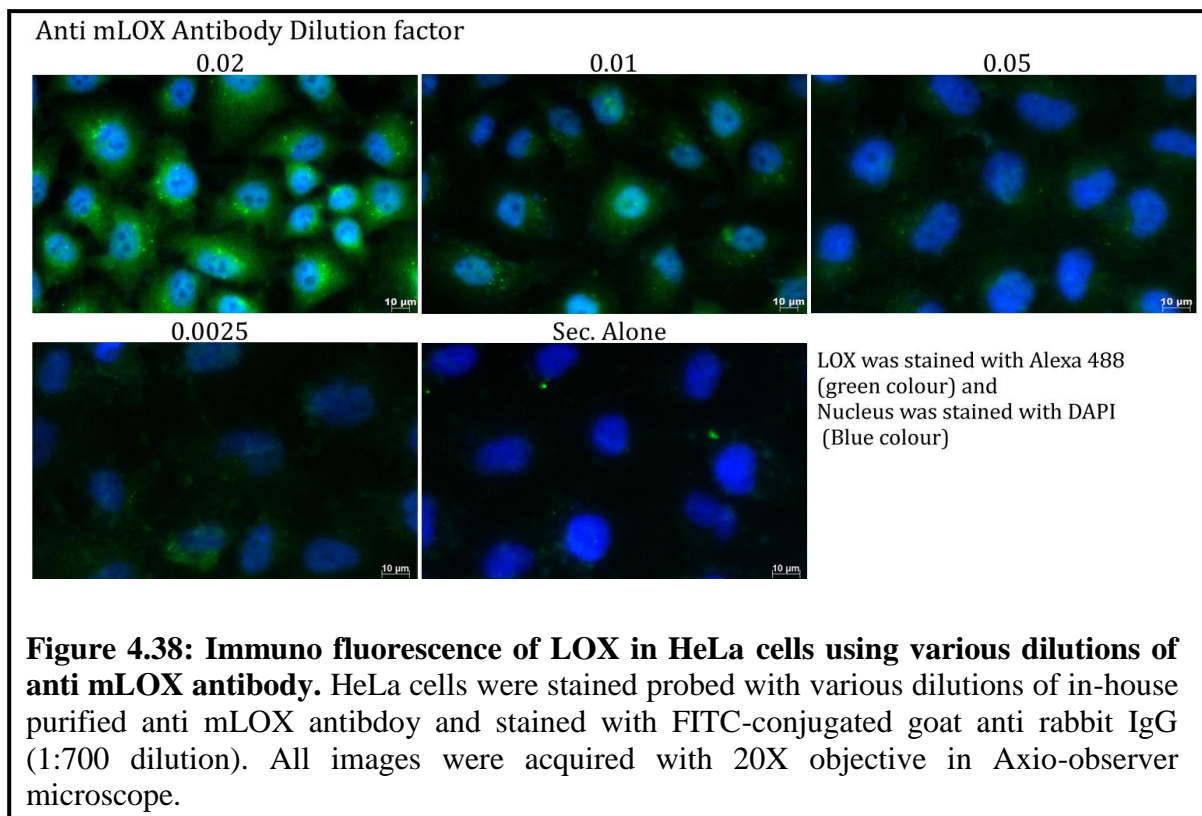 Anti mLOX Antibody Dilution factor
0.02
0.01
0.05
10 µm
10 µm
10 µm
0.0025
Sec. Alone
10 µm
10 µm
LOX was stained with Alexa 488
(green colour) and
Nucleus was stained with DAPI
(Blue colour)
Figure 4.38: Immuno fluorescence of LOX in HeLa cells using various dilutions of
anti mLOX antibody. HeLa cells were stained probed with various dilutions of in-house
purified anti mLOX antibdoy and stained with FITC-conjugated goat anti rabbit IgG
(1:700 dilution). All images were acquired with 20X objective in Axio-observer
microscope.